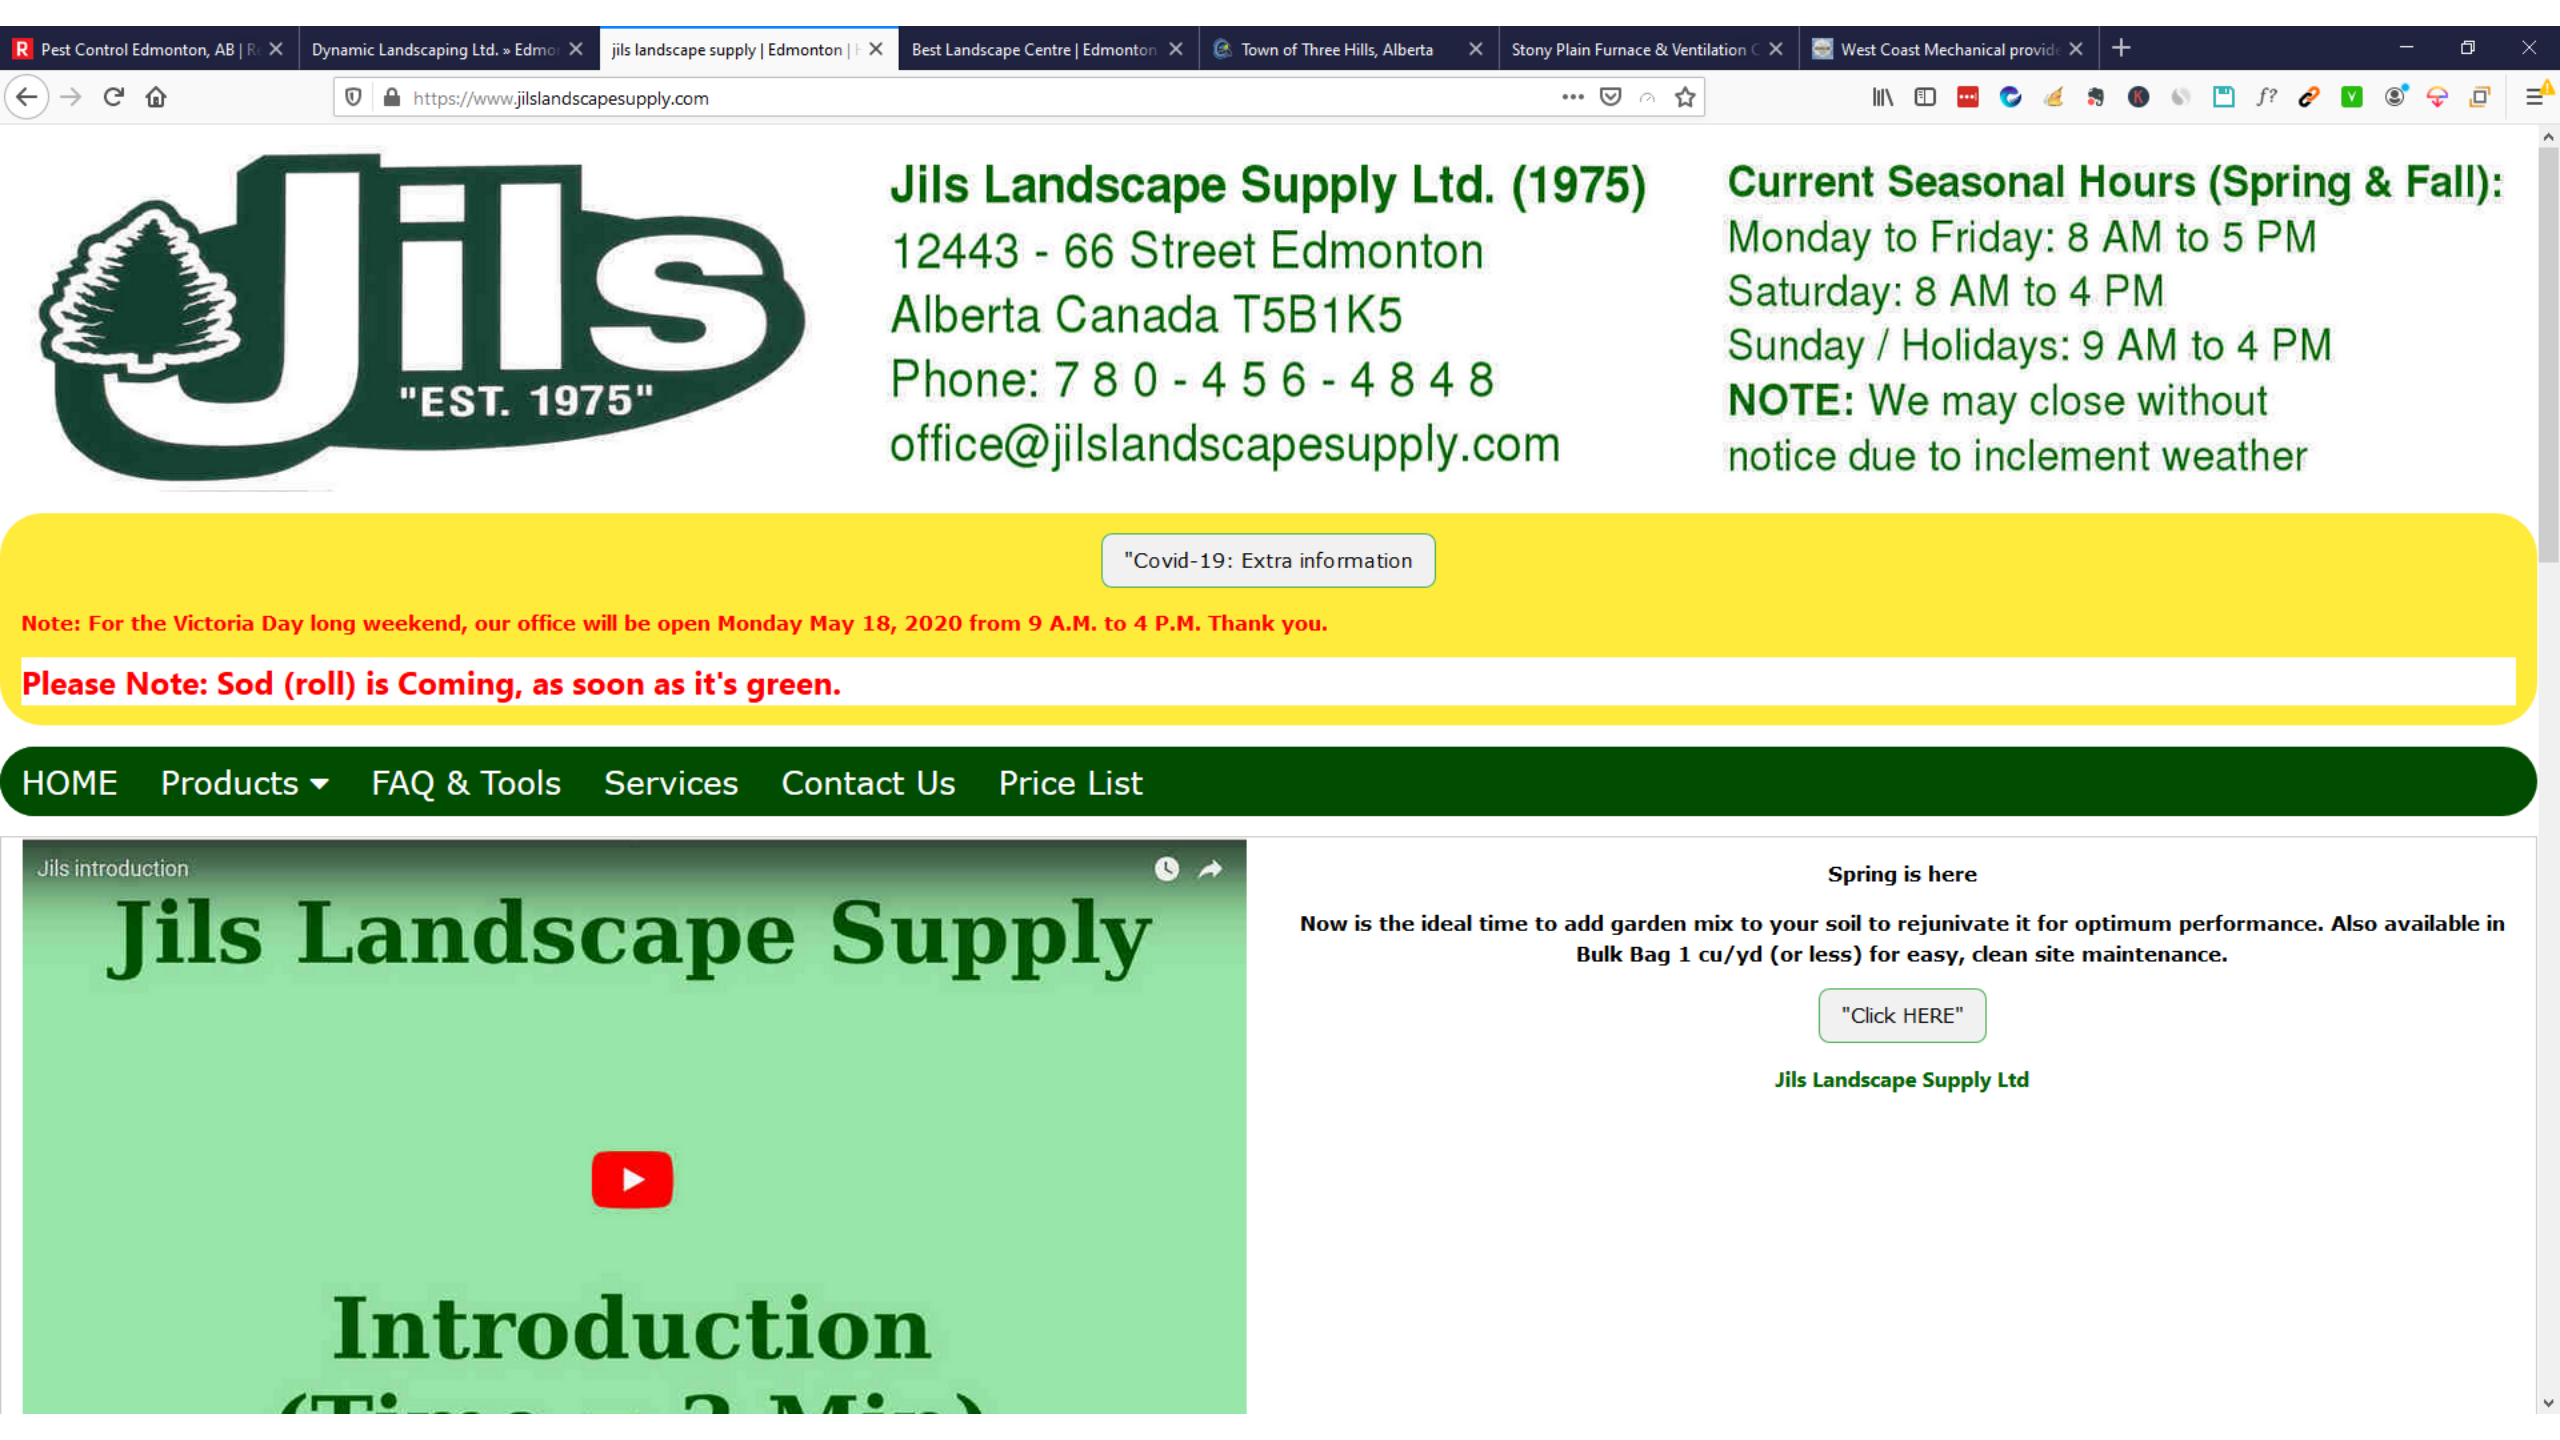 Pest Control Edmonton, AB | R
Dynamic Landscaping Ltd. » Edmo
jils landscape supply | Edmonton |
Best Landscape Centre | Edmonton
Town of Three Hills, Alberta
Stony Plain Furnace & Ventilation C
West Coast Mechanical provid
https://www.jilslandscapesupply.com
Jils
"EST. 1975"
Jils Landscape Supply Ltd. (1975)
12443 - 66 Street Edmonton
Alberta Canada T5B1K5
Phone: 7 8 0 - 4 5 6 - 4 8 4 8
office@jilslandscapesupply.com
Current Seasonal Hours (Spring & Fall):
Monday to Friday: 8 AM to 5 PM
Saturday: 8 AM to 4 PM
Sunday / Holidays: 9 AM to 4 PM
NOTE: We may close without
notice due to inclement weather
"Covid-19: Extra information
Note: For the Victoria Day long weekend, our office will be open Monday May 18, 2020 from 9 A.M. to 4 P.M. Thank you.
Please Note: Sod (roll) is Coming, as soon as it's green.
HOME Products FAQ & Tools Services Contact Us Price List
Jils introduction
Jils Landscape Supply
Introduction
Spring is here
Now is the ideal time to add garden mix to your soil to rejunivate it for optimum performance. Also available in
Bulk Bag 1 cu/yd (or less) for easy, clean site maintenance.
"Click HERE"
Jils Landscape Supply Ltd